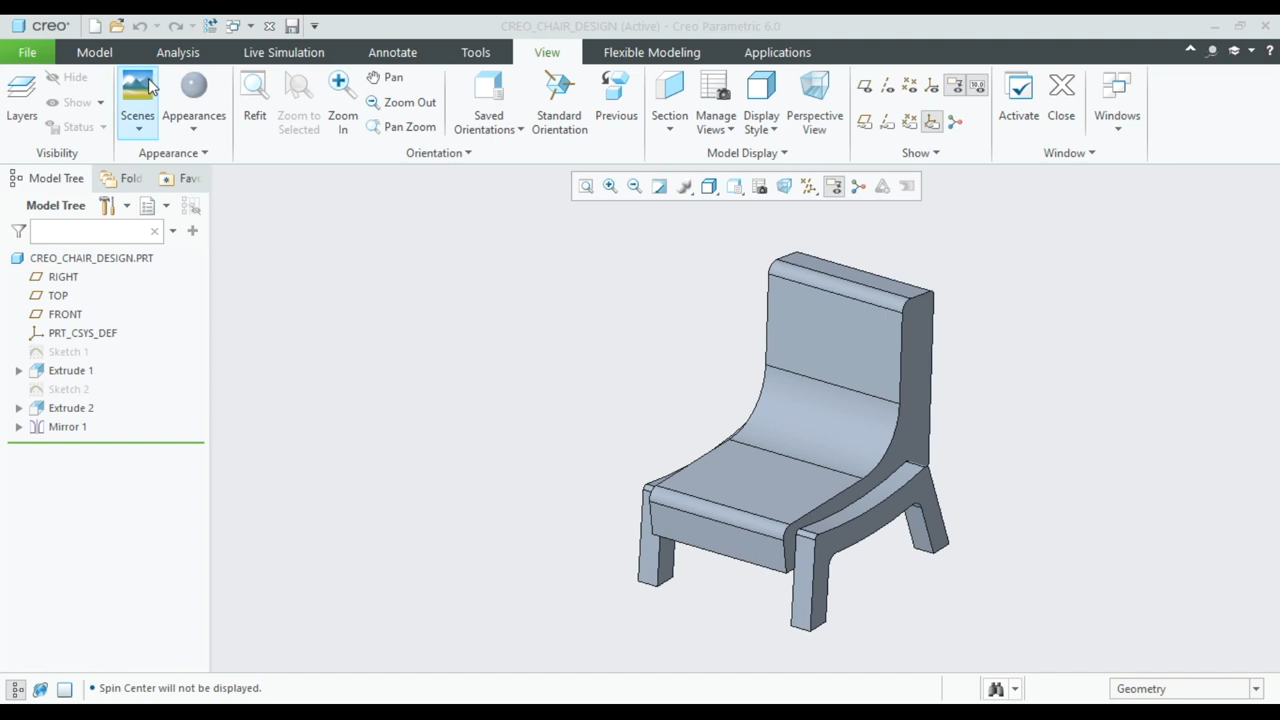 creo CREO_CHAIR_DESIGN (Active) - Creo Parametric 6.0
File Model Analysis Live Simulation Annotate Tools View Flexible Modeling Applications
Layers
Hide
Show
Status
Visibility
Scenes
Appearances
Appearance
Refit
Zoom to Selected
Zoom In
Pan
Zoom Out
Pan Zoom
Saved Orientations
Standard Orientation
Previous
Orientation
Section
Manage Views
Display Style
Perspective View
Model Display
Show
Activate
Close
Windows
Window
Model Tree Fold Favo
Model Tree
CREO_CHAIR_DESIGN.PRT
RIGHT
TOP
FRONT
PRT_CSYS_DEF
Sketch 1
Extrude 1
Sketch 2
Extrude 2
Mirror 1
• Spin Center will not be displayed.
Geometry